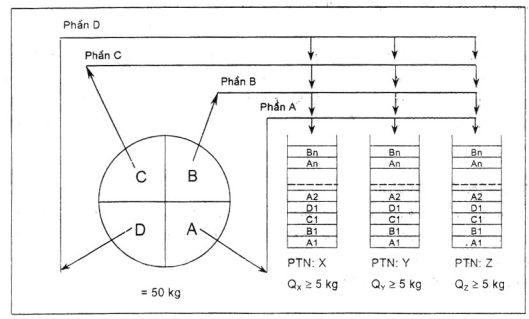 Phần D
Phần C
Phần B
Phần A
C B
D A
= 50 kg
Bn Bn Bn
An An An
A2 A2 A2
D1 D1 D1
C1 C1 C1
B1 B1 B1
A1 A1 A1
PTN: X PTN: Y PTN: Z
Qx ≥ 5 kg Qy ≥ 5 kg Qz ≥ 5 kg